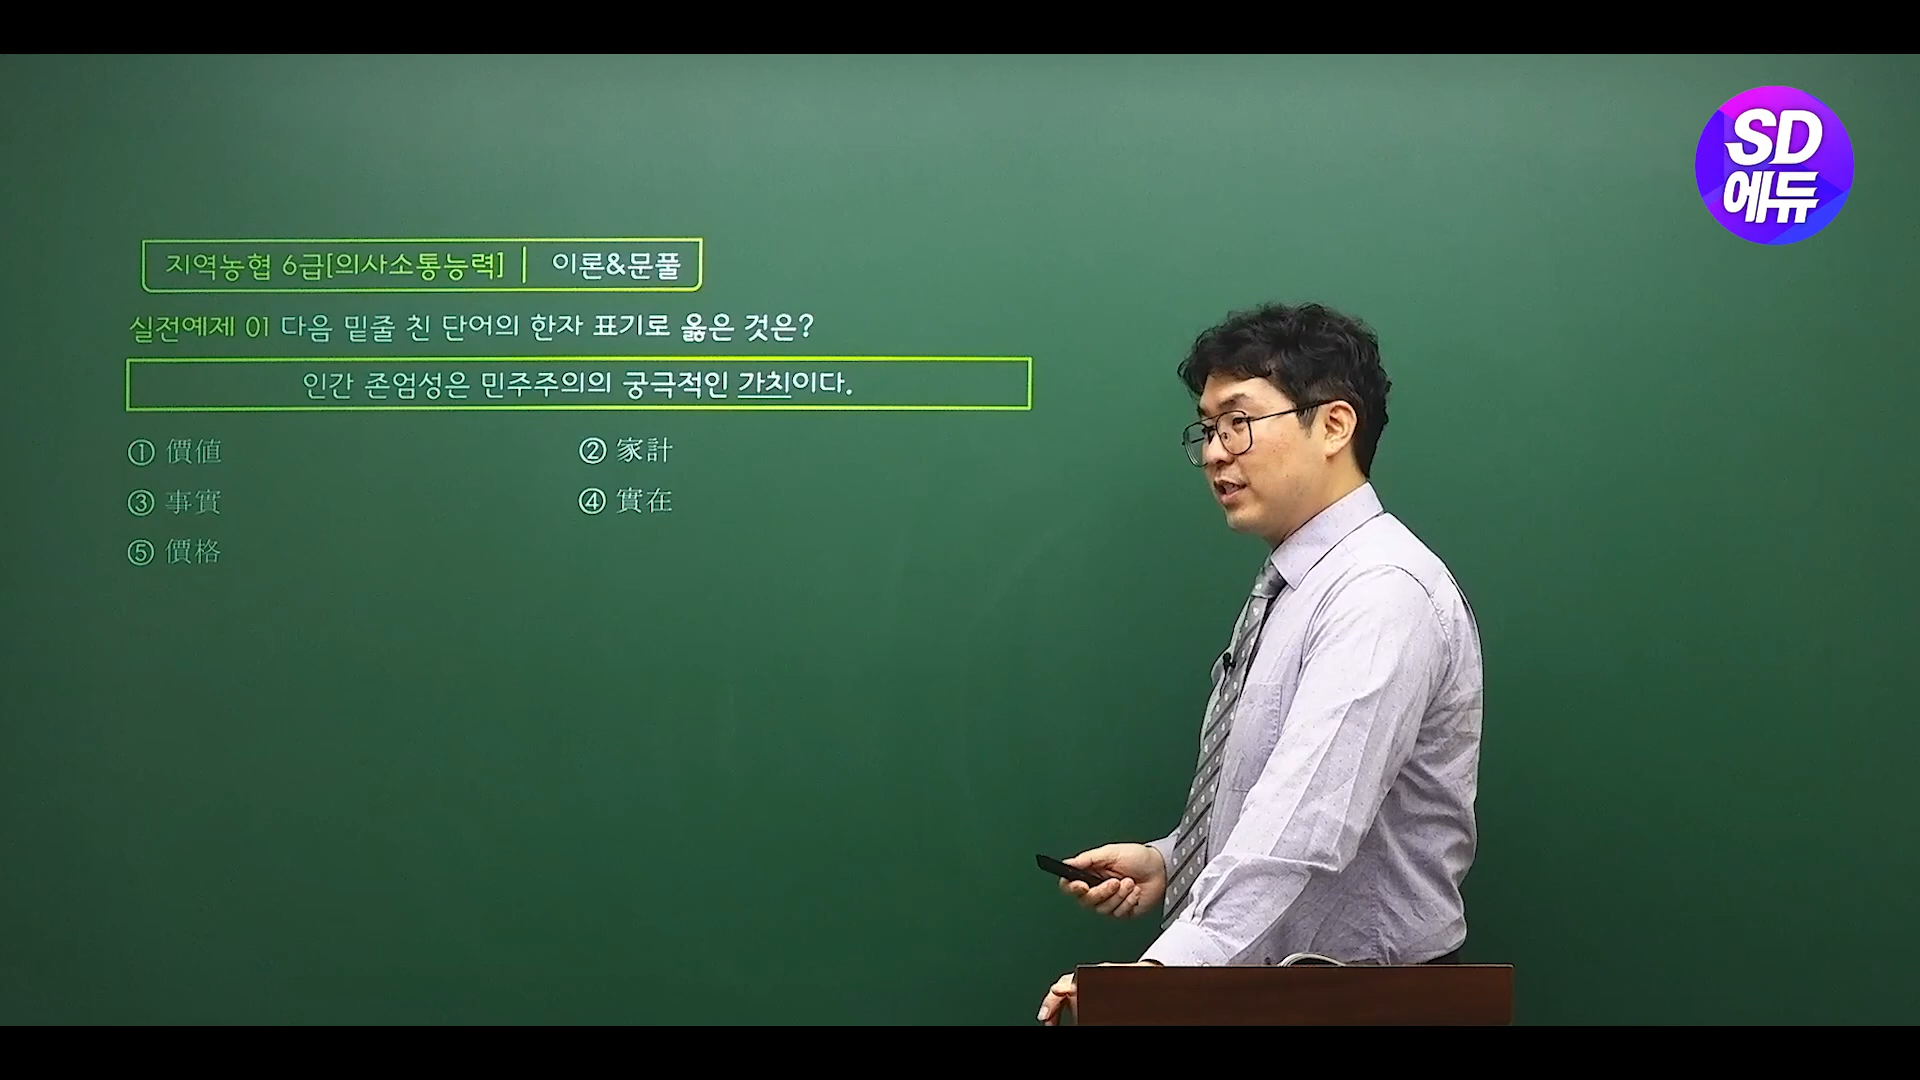 SD
에듀
지역농협 6급[의사소통능력] | 이론&문풀
실전예제 01 다음 밑줄 친 단어의 한자 표기로 옳은 것은?
인간 존엄성은 민주주의의 궁극적인 가치이다.
① 價値 ② 家計
③ 事實 ④ 實在
⑤ 價格